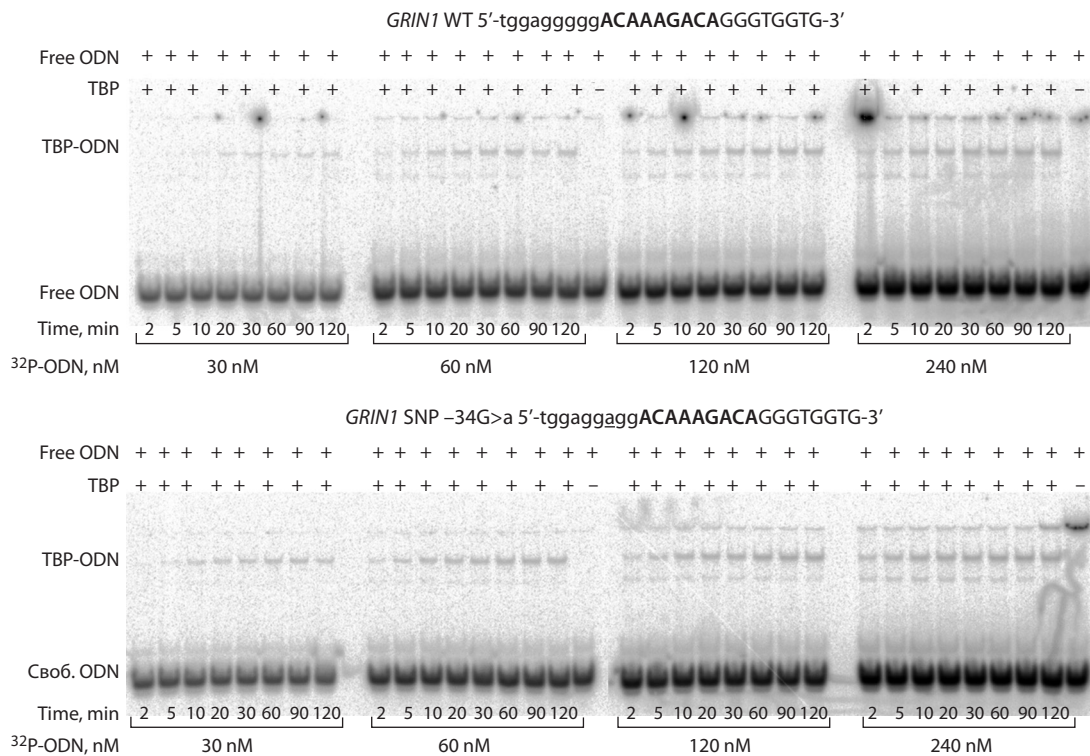 GRIN1 WT 5′-tggagggggACAAAGACAGGGTGGTG-3′
Free ODN + + + + + + + + + + + + + + + + + + + + + + + + + + + + + + + + + +
TBP + + + + + + + + + + + + + + + + – + + + + + + + + + + + + + + + + –
TBP-ODN
Free ODN
Time, min 2 5 10 20 30 60 90 120 2 5 10 20 30 60 90 120 2 5 10 20 30 60 90 120 2 5 10 20 30 60 90 120
³²P-ODN, nM 30 nM 60 nM 120 nM 240 nM
GRIN1 SNP –34G>a 5′-tggaggaggACAAAGACAGGGTGGTG-3′
Free ODN + + + + + + + + + + + + + + + + + + + + + + + + + + + + + + + + + +
TBP + + + + + + + + + + + + + + + + – + + + + + + + + + + + + + + + + –
TBP-ODN
Своб. ODN
Time, min 2 5 10 20 30 60 90 120 2 5 10 20 30 60 90 120 2 5 10 20 30 60 90 120 2 5 10 20 30 60 90 120
³²P-ODN, nM 30 nM 60 nM 120 nM 240 nM